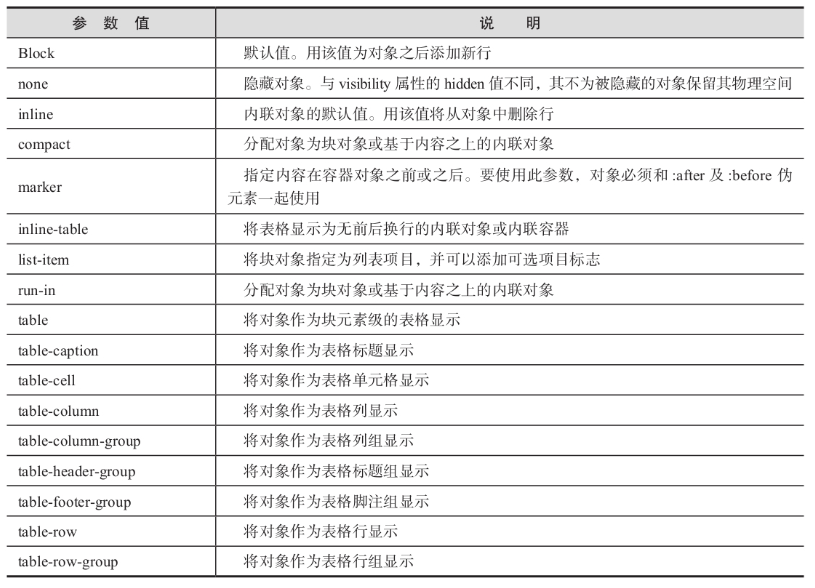 参 数 值 说 明
Block 默认值。用该值为对象之后添加新行
none 隐藏对象。与 visibility 属性的 hidden 值不同，其不为被隐藏的对象保留其物理空间
inline 内联对象的默认值。用该值将从对象中删除行
compact 分配对象为块对象或基于内容之上的内联对象
marker 指定内容在容器对象之前或之后。要使用此参数，对象必须和 :after 及 :before 伪
元素一起使用
inline-table 将表格显示为无前后换行的内联对象或内联容器
list-item 将块对象指定为列表项目，并可以添加可选项目标志
run-in 分配对象为块对象或基于内容之上的内联对象
table 将对象作为块元素级的表格显示
table-caption 将对象作为表格标题显示
table-cell 将对象作为表格单元格显示
table-column 将对象作为表格列显示
table-column-group 将对象作为表格列组显示
table-header-group 将对象作为表格标题组显示
table-footer-group 将对象作为表格脚注组显示
table-row 将对象作为表格行显示
table-row-group 将对象作为表格行组显示